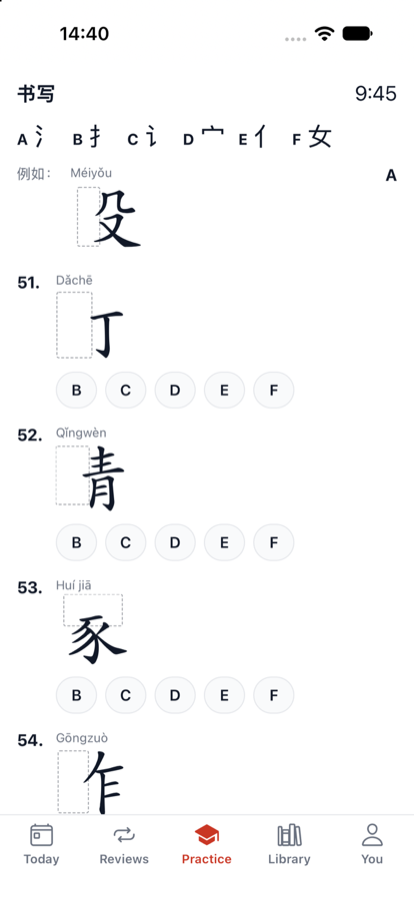 14:40
书写 9:45
A 氵 B 扌 C 讠 D 宀 E 亻 F 女
例如： Méiyǒu A
殳
51. Dǎchē
丁
B C D E F
52. Qǐngwèn
青
B C D E F
53. Huí jiā
豕
B C D E F
54. Gōngzuò
乍
Today Reviews Practice Library You